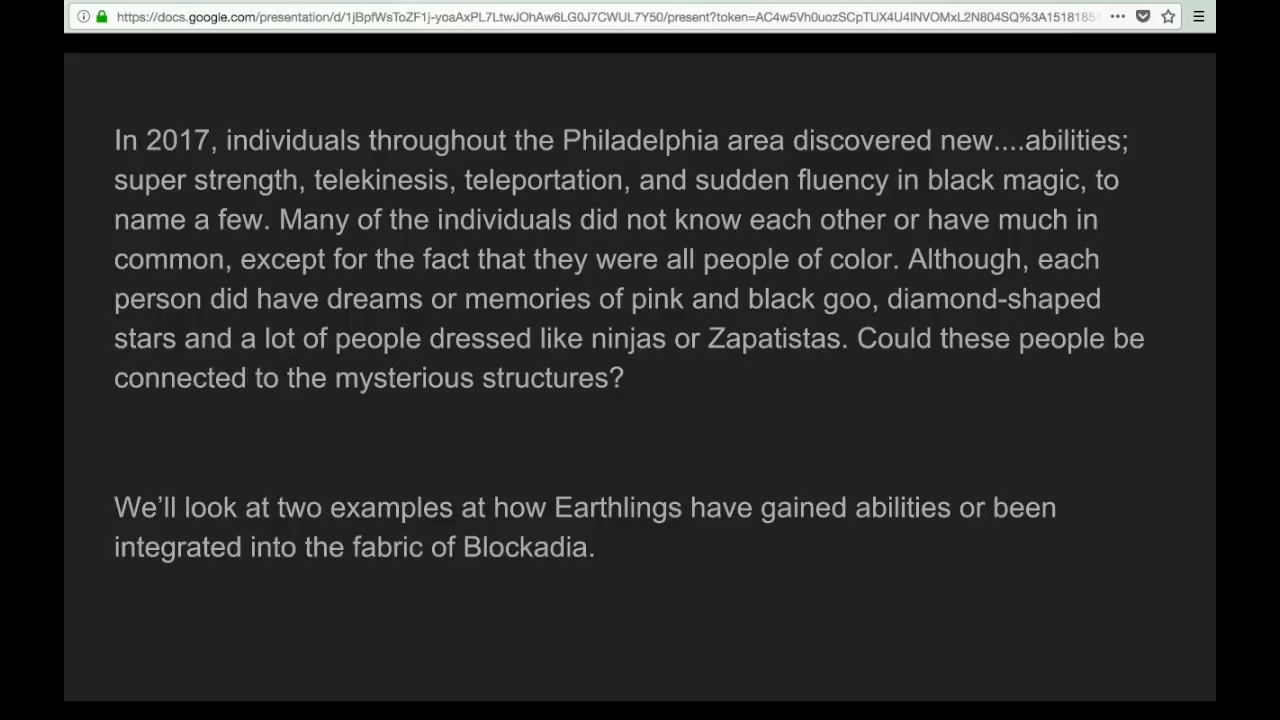 https://docs.google.com/presentation/d/1jBpfWsToZF1j-yoaAxPL7LtwJOhAw6LG0J7CWUL7Y50/present?token=AC4w5Vh0uozSCpTUX4U4INVOMxL2N804SQ%3A1518185
In 2017, individuals throughout the Philadelphia area discovered new....abilities;
super strength, telekinesis, teleportation, and sudden fluency in black magic, to
name a few. Many of the individuals did not know each other or have much in
common, except for the fact that they were all people of color. Although, each
person did have dreams or memories of pink and black goo, diamond-shaped
stars and a lot of people dressed like ninjas or Zapatistas. Could these people be
connected to the mysterious structures?
We’ll look at two examples at how Earthlings have gained abilities or been
integrated into the fabric of Blockadia.